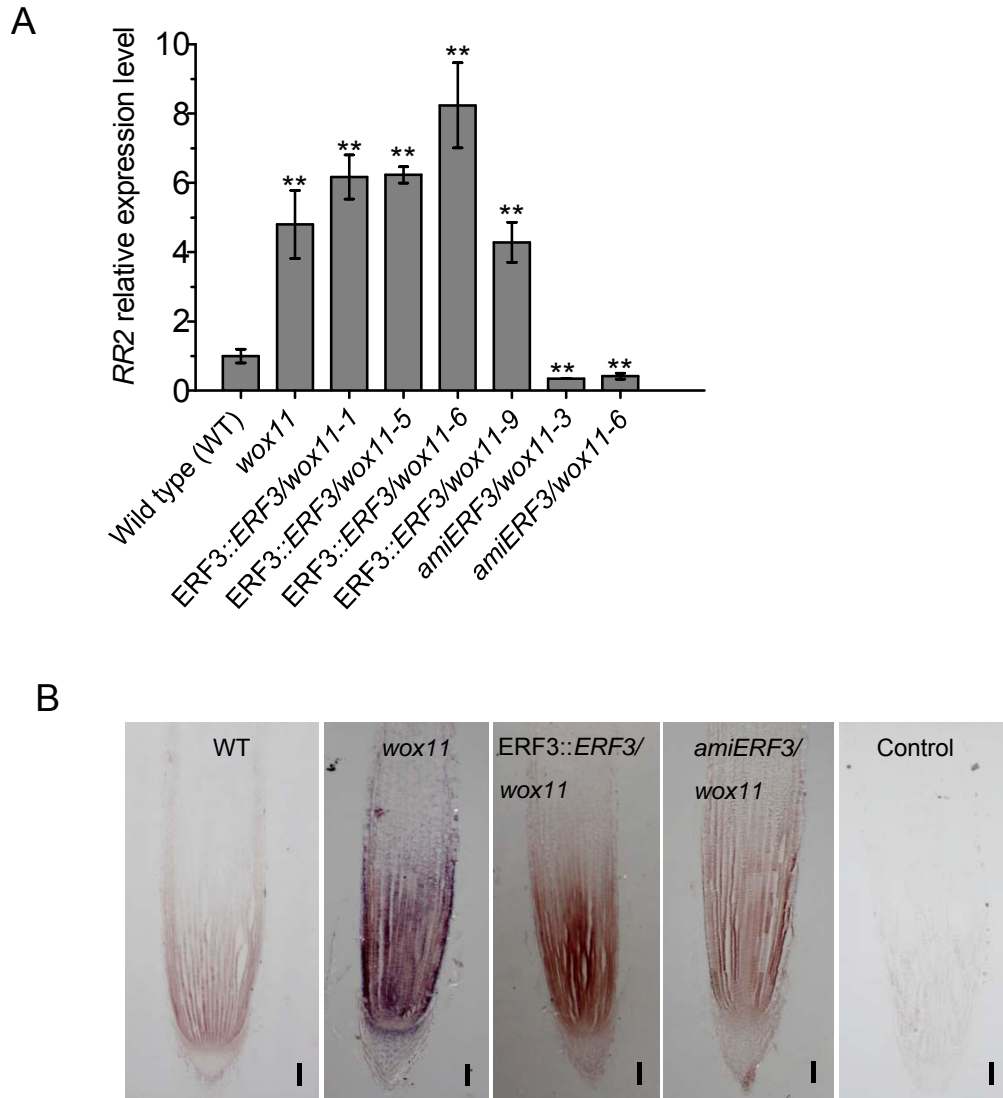 A
RR2 relative expression level
10
8
6
4
2
0
**
**
**
**
**
**
**
Wild type (WT)
wox11
ERF3::ERF3/wox11-1
ERF3::ERF3/wox11-5
ERF3::ERF3/wox11-6
ERF3::ERF3/wox11-9
amiERF3/wox11-3
amiERF3/wox11-6
B
WT
wox11
ERF3::ERF3/
wox11
amiERF3/
wox11
Control